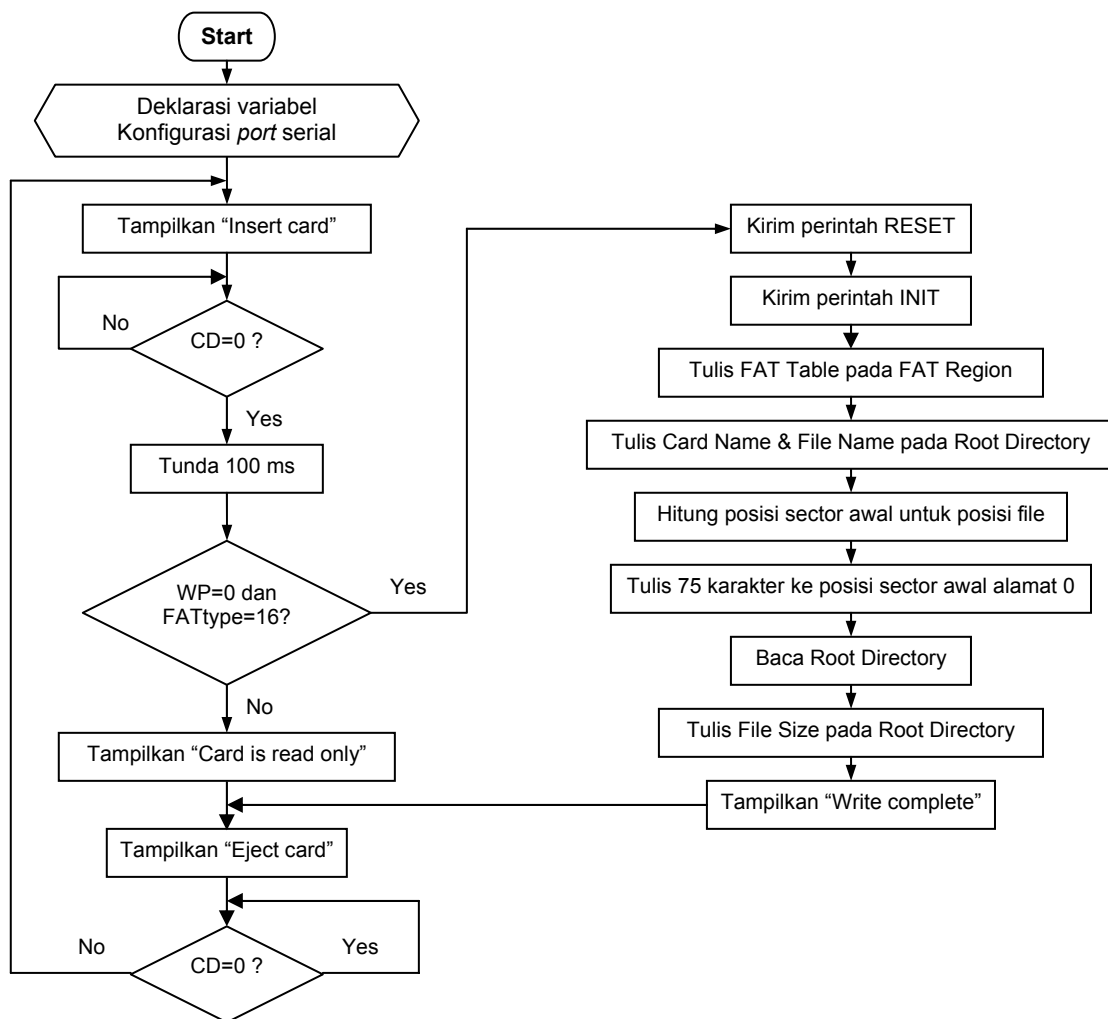 Start
Deklarasi variabel
Konfigurasi port serial
Tampilkan “Insert card”
No
CD=0 ?
Yes
Tunda 100 ms
WP=0 dan
FATtype=16?
Yes
No
Tampilkan “Card is read only”
Tampilkan “Eject card”
No
CD=0 ?
Yes
Kirim perintah RESET
Kirim perintah INIT
Tulis FAT Table pada FAT Region
Tulis Card Name & File Name pada Root Directory
Hitung posisi sector awal untuk posisi file
Tulis 75 karakter ke posisi sector awal alamat 0
Baca Root Directory
Tulis File Size pada Root Directory
Tampilkan “Write complete”